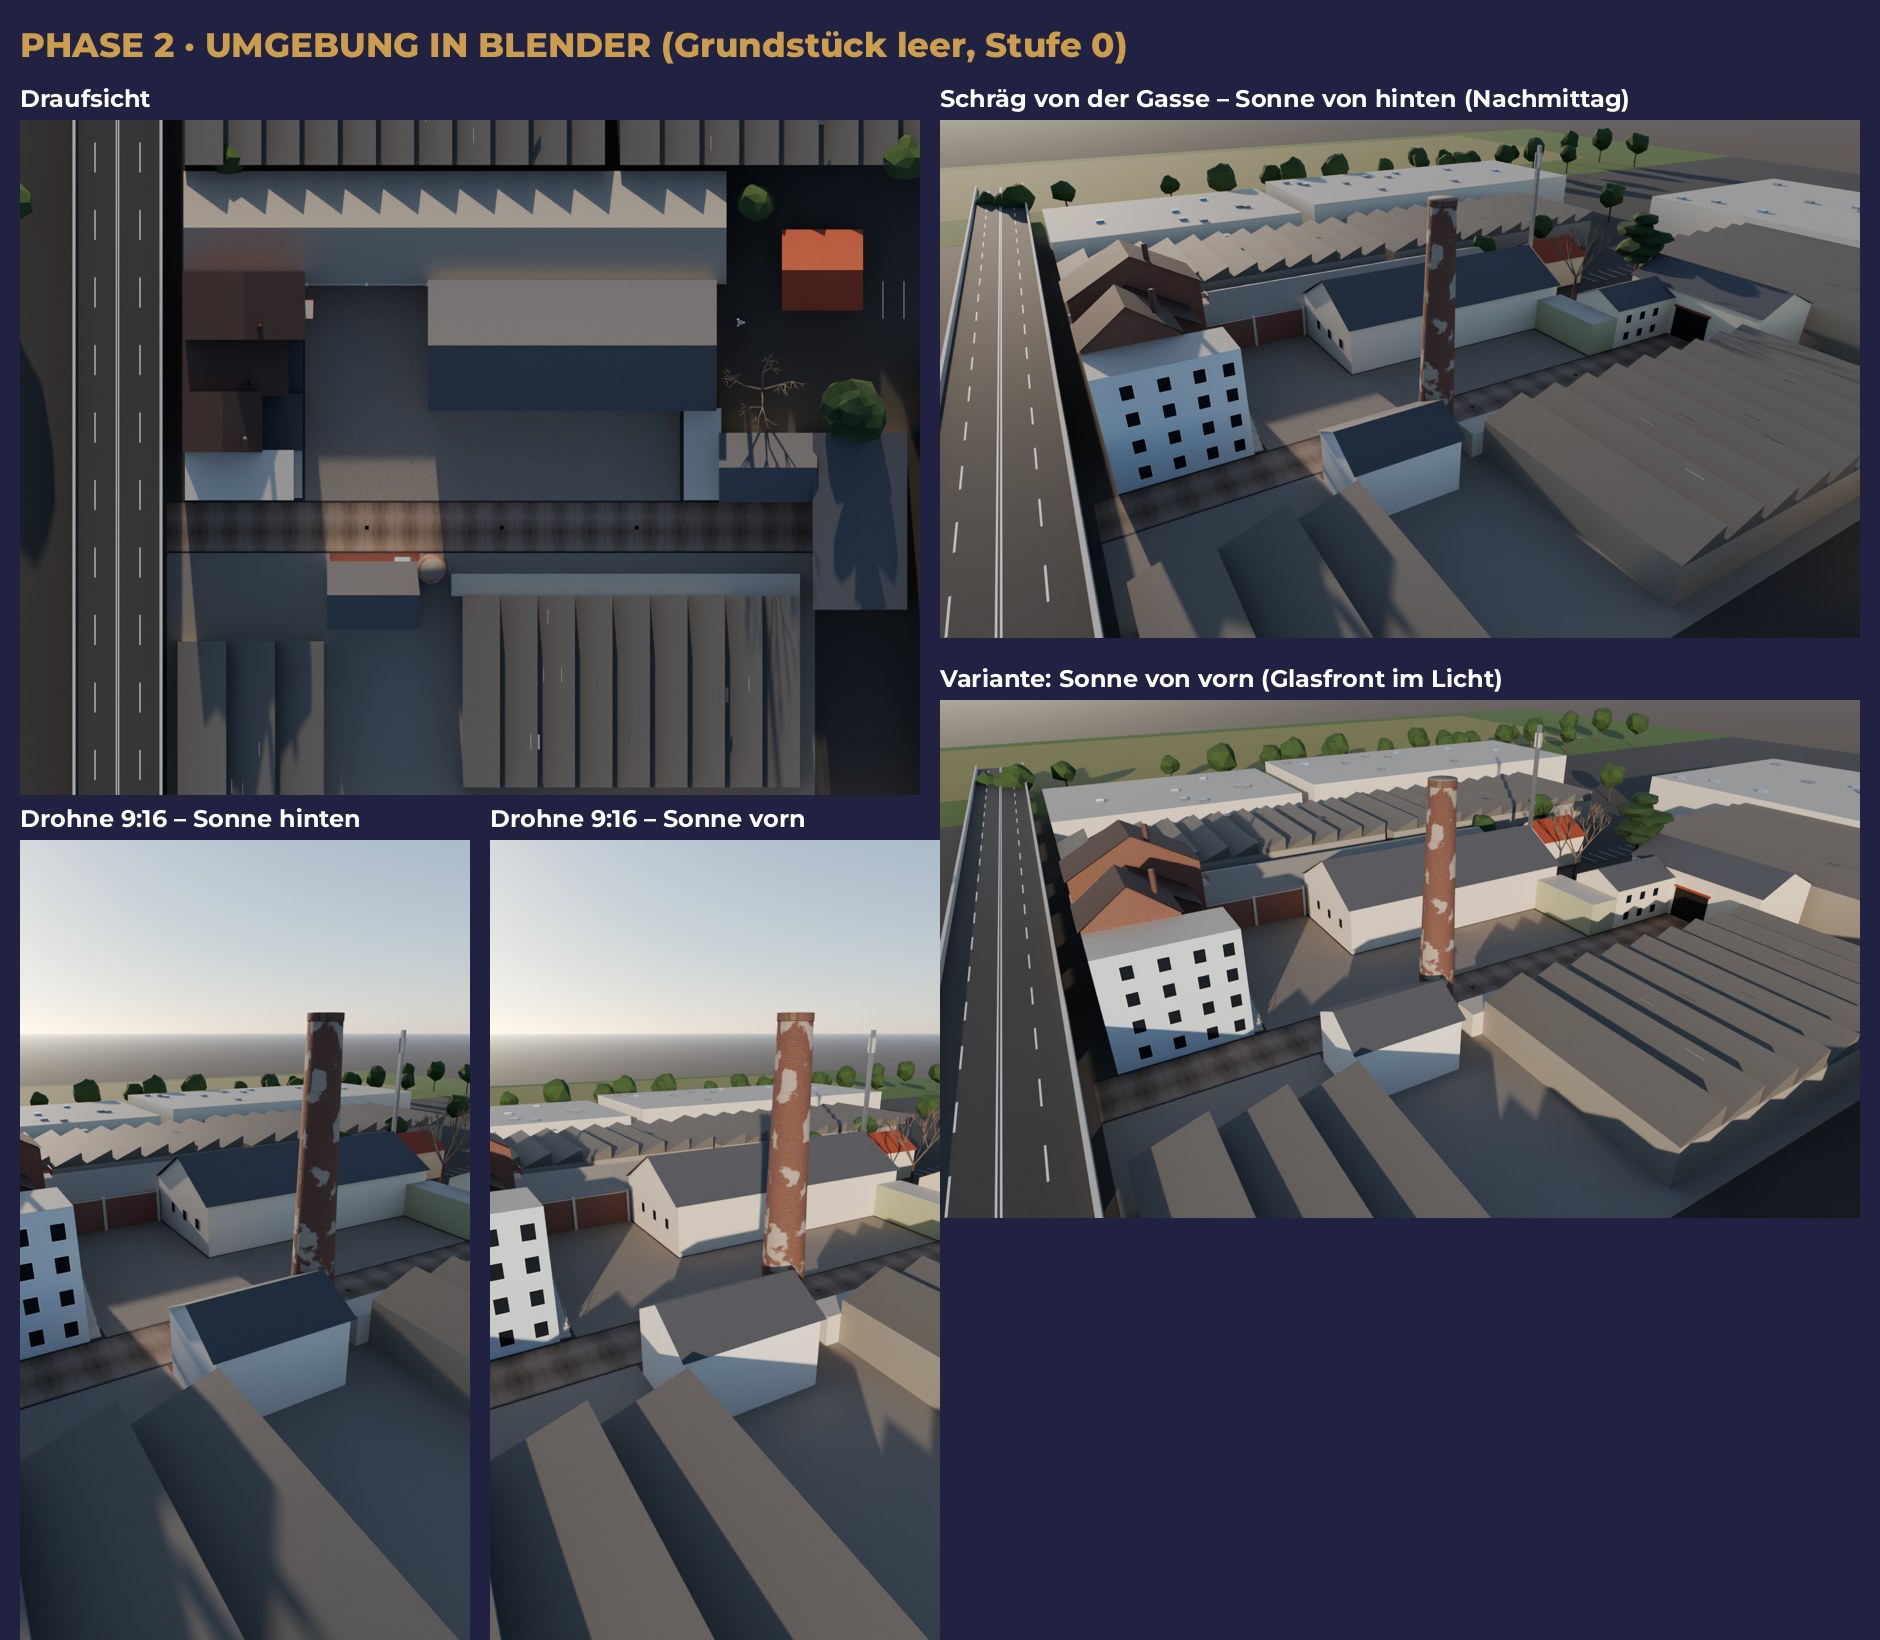 PHASE 2 • UMGEBUNG IN BLENDER (Grundstück leer, Stufe 0)
Draufsicht
Schräg von der Gasse – Sonne von hinten (Nachmittag)
Variante: Sonne von vorn (Glasfront im Licht)
Drohne 9:16 – Sonne hinten
Drohne 9:16 – Sonne vorn